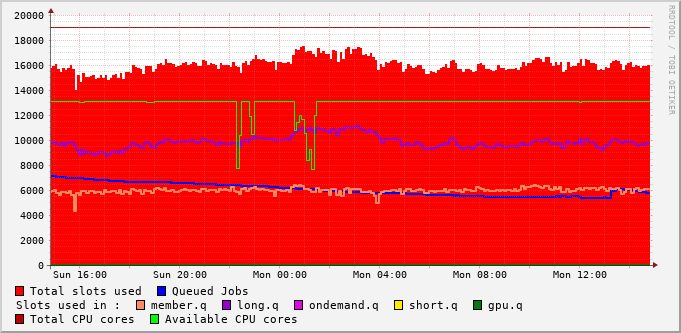 20000
18000
16000
14000
12000
10000
8000
6000
4000
2000
0
Sun 16:00 Sun 20:00 Mon 00:00 Mon 04:00 Mon 08:00 Mon 12:00
RRDTOOL / TOBI OETIKER
Total slots used Queued Jobs
Slots used in : member.q long.q ondemand.q short.q gpu.q
Total CPU cores Available CPU cores